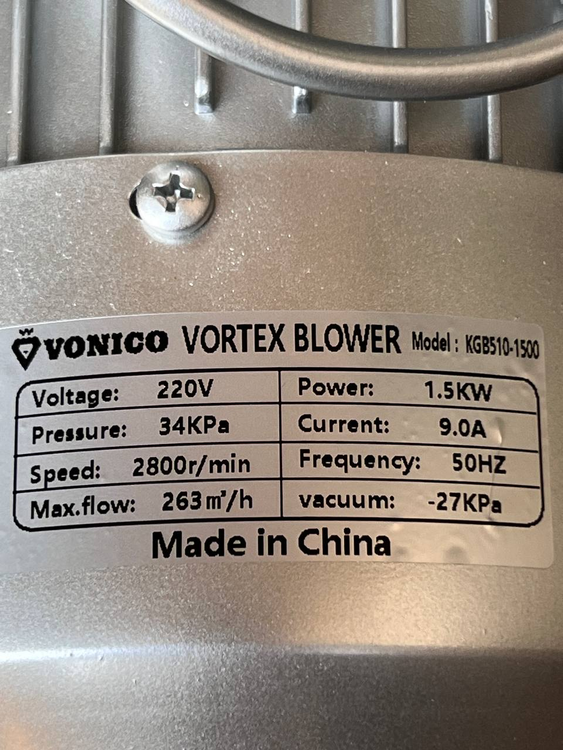 VONICO VORTEX BLOWER Model : KGB510-1500
Voltage: 220V Power: 1.5KW
Pressure: 34KPa Current: 9.0A
Speed: 2800r/min Frequency: 50HZ
Max.flow: 263㎥/h vacuum: -27KPa
Made in China